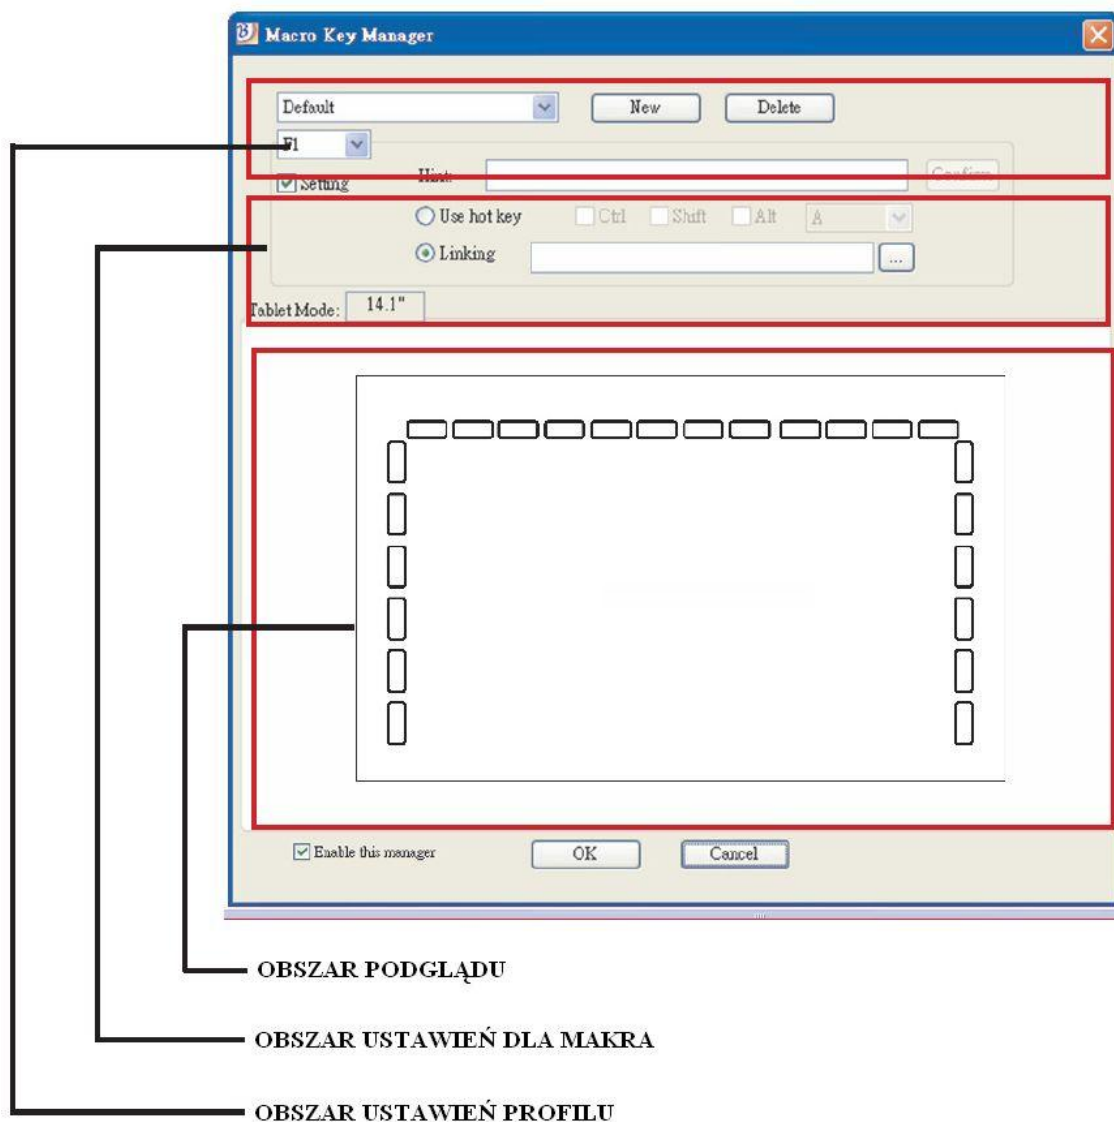 Macro Key Manager
Default New Delete
F1
Setting Hint: Confirm
Use hot key Ctrl Shift Alt A
Linking ...
Tablet Mode: 14.1"
Enable this manager OK Cancel
OBSZAR PODGLĄDU
OBSZAR USTAWIEŃ DLA MAKRA
OBSZAR USTAWIEŃ PROFILU